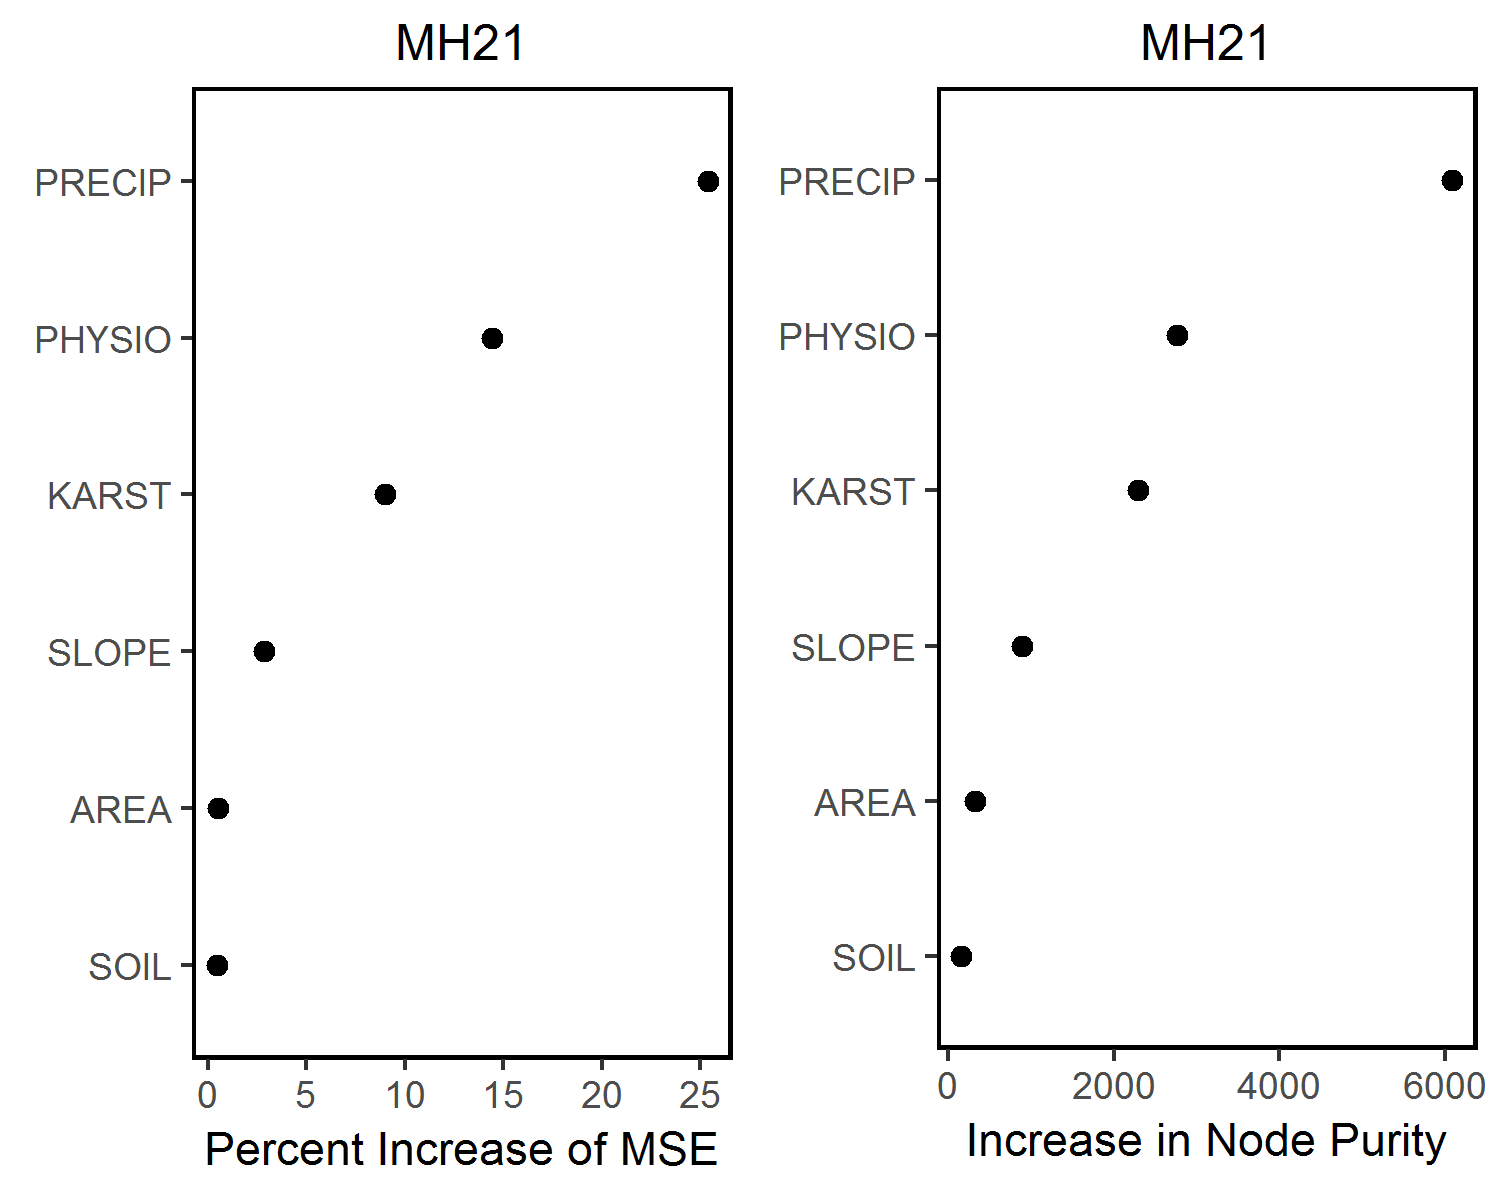 MH21
PRECIP
PHYSIO
KARST
SLOPE
AREA
SOIL
0 5 10 15 20 25
Percent Increase of MSE
MH21
PRECIP
PHYSIO
KARST
SLOPE
AREA
SOIL
0 2000 4000 6000
Increase in Node Purity